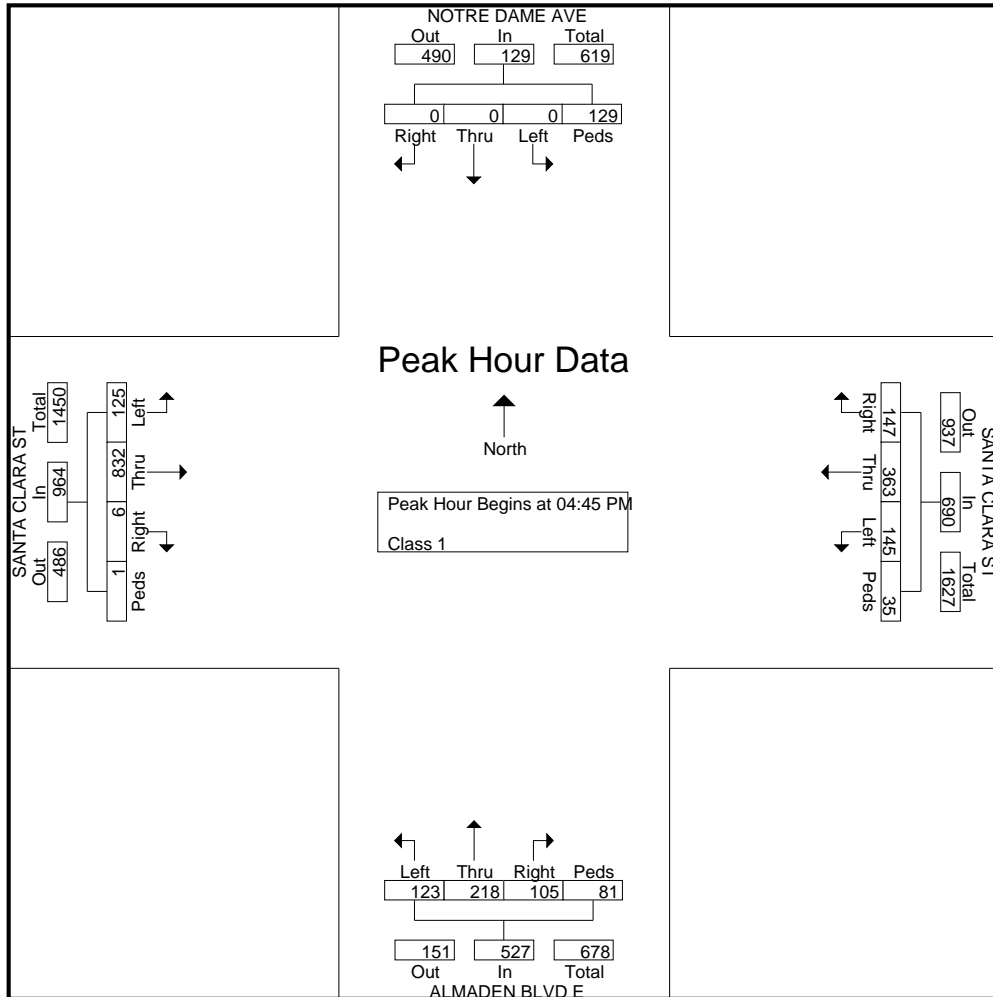 NOTRE DAME AVE
Out In Total
490 129 619
0 0 0 129
Right Thru Left Peds
Peak Hour Data
North
Peak Hour Begins at 04:45 PM
Class 1
SANTA CLARA ST
Total In Out
1450 964 486
125 832 6 1
Left Thru Right Peds
Right Thru Left Peds
147 363 145 35
Out In Total
937 690 1627
SANTA CLARA ST
Left Thru Right Peds
123 218 105 81
151 527 678
Out In Total
ALMADEN BLVD E